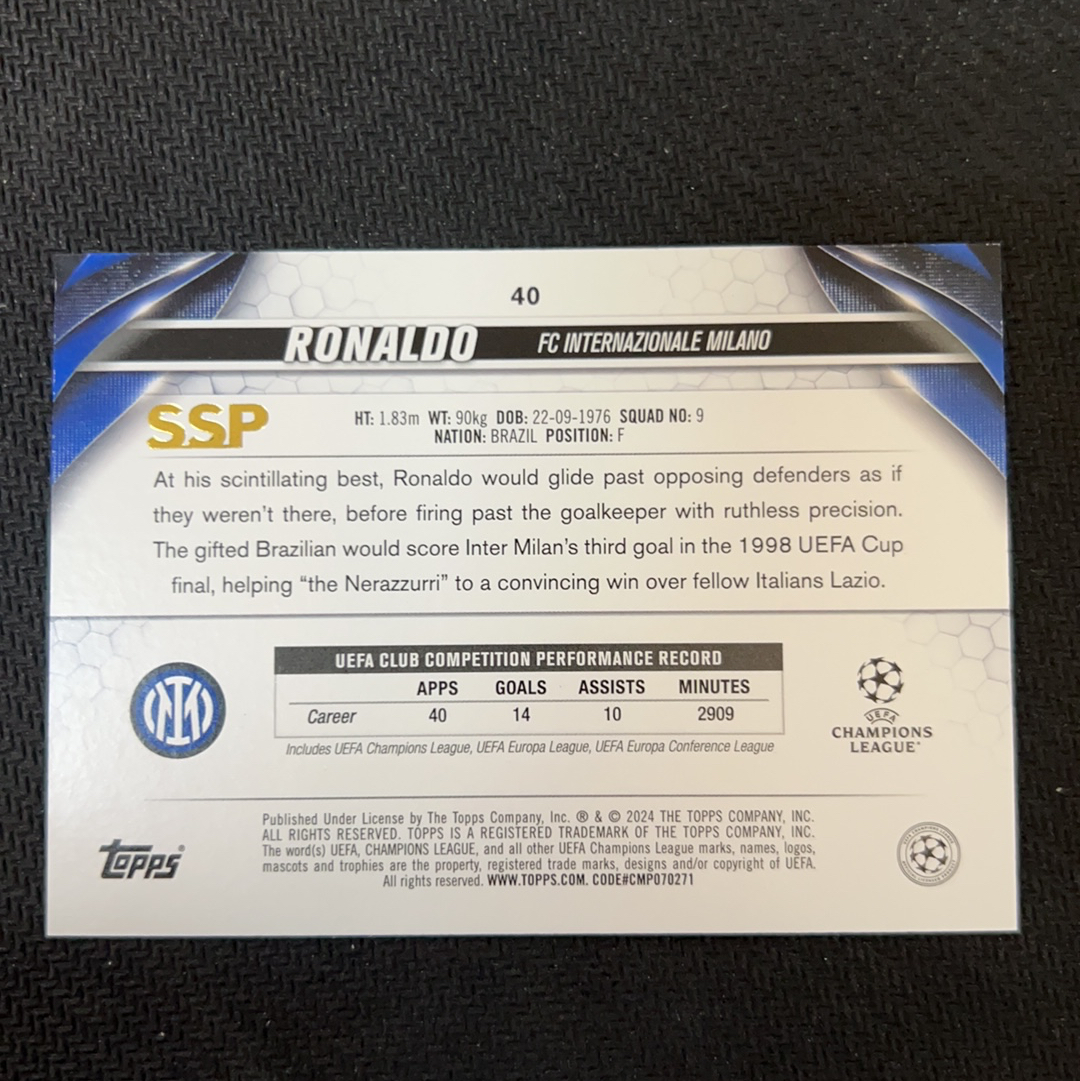 40
RONALDO FC INTERNAZIONALE MILANO
SSP
HT: 1.83m WT: 90kg DOB: 22-09-1976 SQUAD NO: 9
NATION: BRAZIL POSITION: F
At his scintillating best, Ronaldo would glide past opposing defenders as if
they weren't there, before firing past the goalkeeper with ruthless precision.
The gifted Brazilian would score Inter Milan's third goal in the 1998 UEFA Cup
final, helping "the Nerazzurri" to a convincing win over fellow Italians Lazio.
UEFA CLUB COMPETITION PERFORMANCE RECORD
APPS GOALS ASSISTS MINUTES
Career 40 14 10 2909
Includes UEFA Champions League, UEFA Europa League, UEFA Europa Conference League
UEFA
CHAMPIONS
LEAGUE®
Published Under License by The Topps Company, Inc. ® & © 2024 THE TOPPS COMPANY, INC.
ALL RIGHTS RESERVED. TOPPS IS A REGISTERED TRADEMARK OF THE TOPPS COMPANY, INC.
The word(s) UEFA, CHAMPIONS LEAGUE, and all other UEFA Champions League marks, names, logos,
mascots and trophies are the property, registered trade marks, designs and/or copyright of UEFA.
All rights reserved. WWW.TOPPS.COM. CODE#CMP070271
topps®